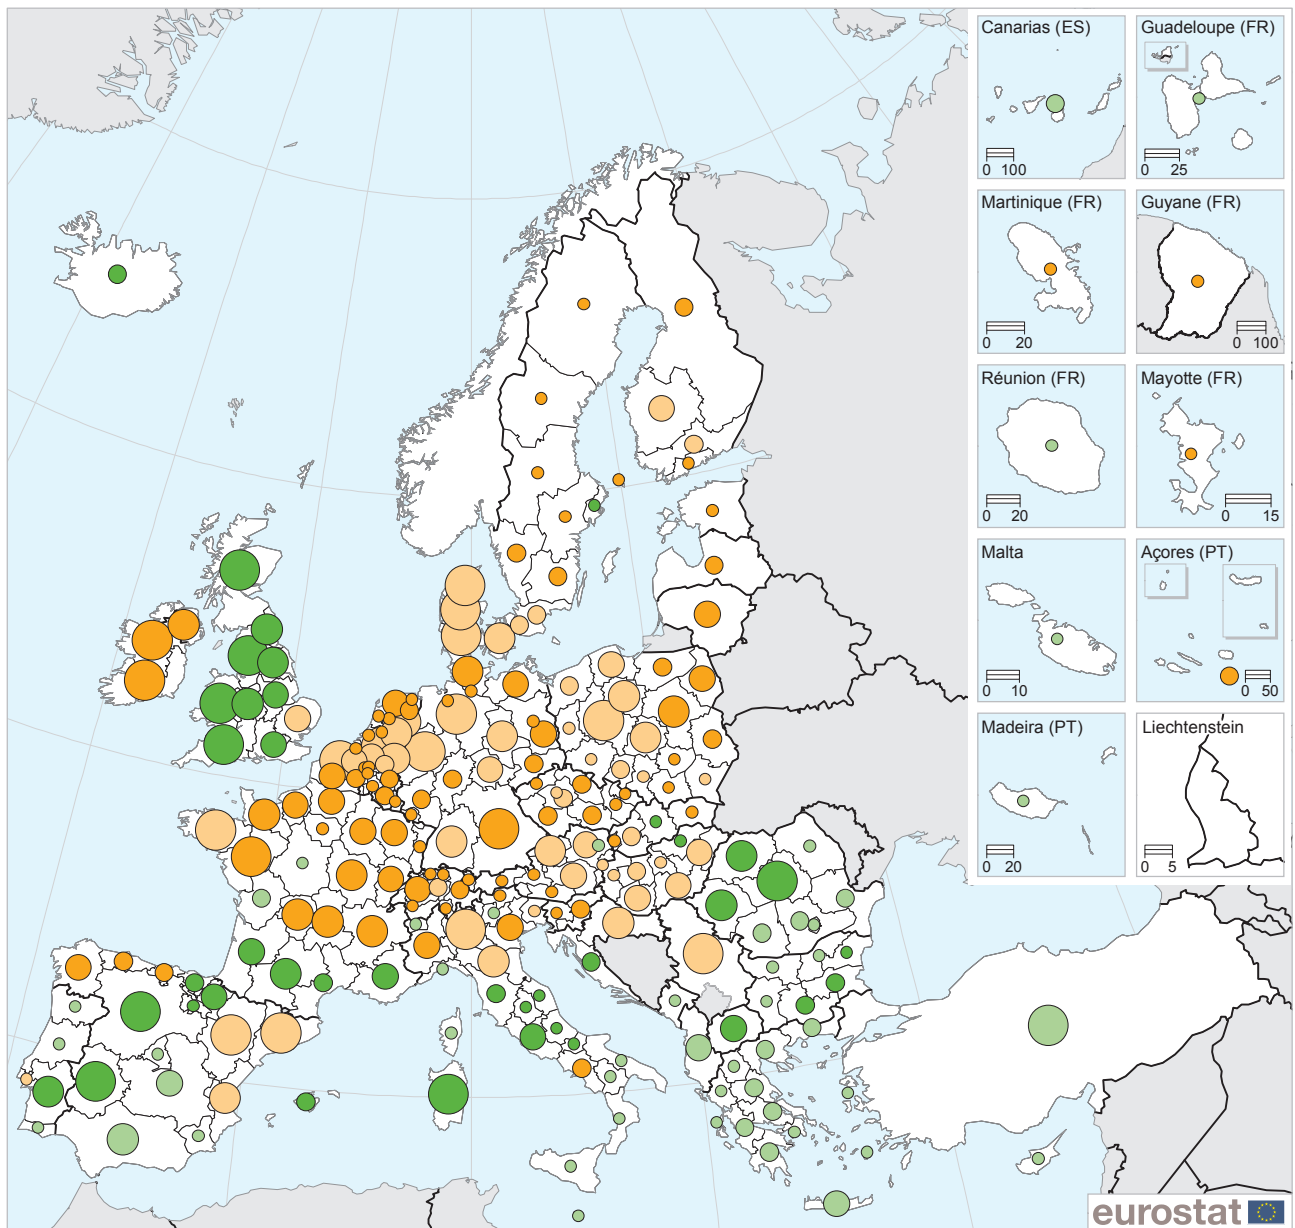 Canarias (ES)
0 100
Guadeloupe (FR)
0 25
Martinique (FR)
0 20
Guyane (FR)
0 100
Réunion (FR)
0 20
Mayotte (FR)
0 15
Malta
0 10
Açores (PT)
0 50
Madeira (PT)
0 20
Liechtenstein
0 5
eurostat